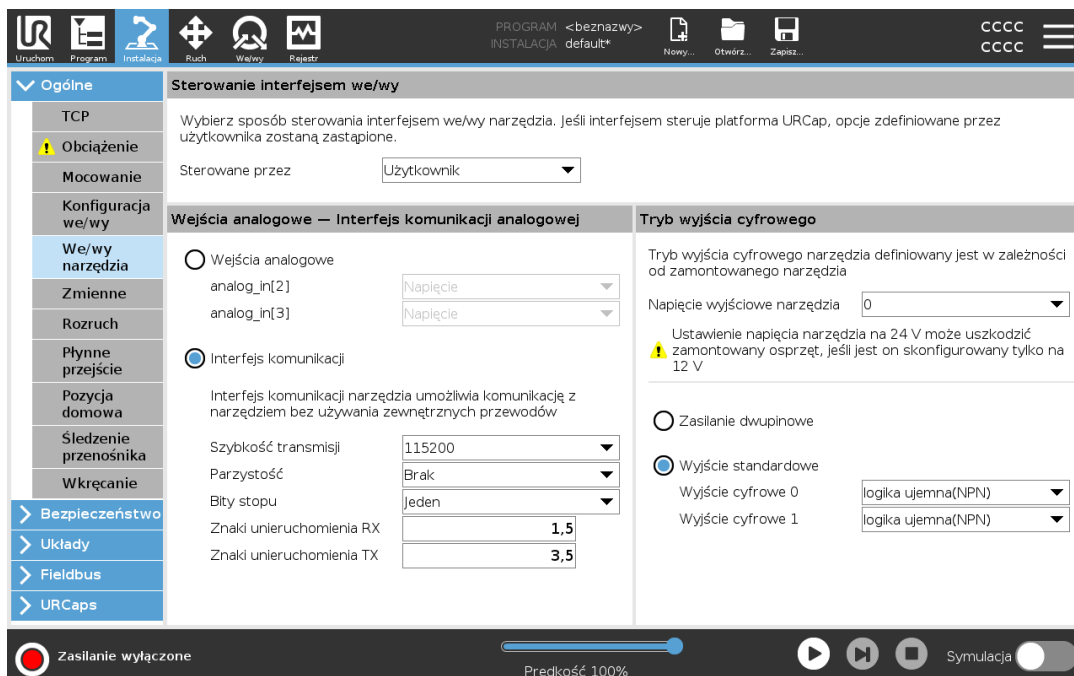 PROGRAM <beznazwy>
INSTALACJA default*
CCCC
CCCC
UR
Uruchom Program Instalacja Ruch We/wy Rejestr Nowy... Otwórz... Zapisz...
Ogólne
TCP
Obciążenie
Mocowanie
Konfiguracja
we/wy
We/wy
narzędzia
Zmienne
Rozruch
Płynne
przejście
Pozycja
domowa
Śledzenie
przenośnika
Wkręcanie
Bezpieczeństwo
Układy
Fieldbus
URCaps
Sterowanie interfejsem we/wy
Wybierz sposób sterowania interfejsem we/wy narzędzia. Jeśli interfejsem steruje platforma URCap, opcje zdefiniowane przez
użytkownika zostaną zastąpione.
Sterowane przez Użytkownik
Wejścia analogowe — Interfejs komunikacji analogowej
Wejścia analogowe
analog_in[2] Napięcie
analog_in[3] Napięcie
Interfejs komunikacji
Interfejs komunikacji narzędzia umożliwia komunikację z
narzędziem bez używania zewnętrznych przewodów
Szybkość transmisji 115200
Parzystość Brak
Bity stopu Jeden
Znaki unieruchomienia RX 1,5
Znaki unieruchomienia TX 3,5
Tryb wyjścia cyfrowego
Tryb wyjścia cyfrowego narzędzia definiowany jest w zależności
od zamontowanego narzędzia
Napięcie wyjściowe narzędzia 0
Ustawienie napięcia narzędzia na 24 V może uszkodzić
zamontowany osprzęt, jeśli jest on skonfigurowany tylko na
12 V
Zasilanie dwupinowe
Wyjście standardowe
Wyjście cyfrowe 0 logika ujemna(NPN)
Wyjście cyfrowe 1 logika ujemna(NPN)
Zasilanie wyłączone
Prędkość 100%
Symulacja